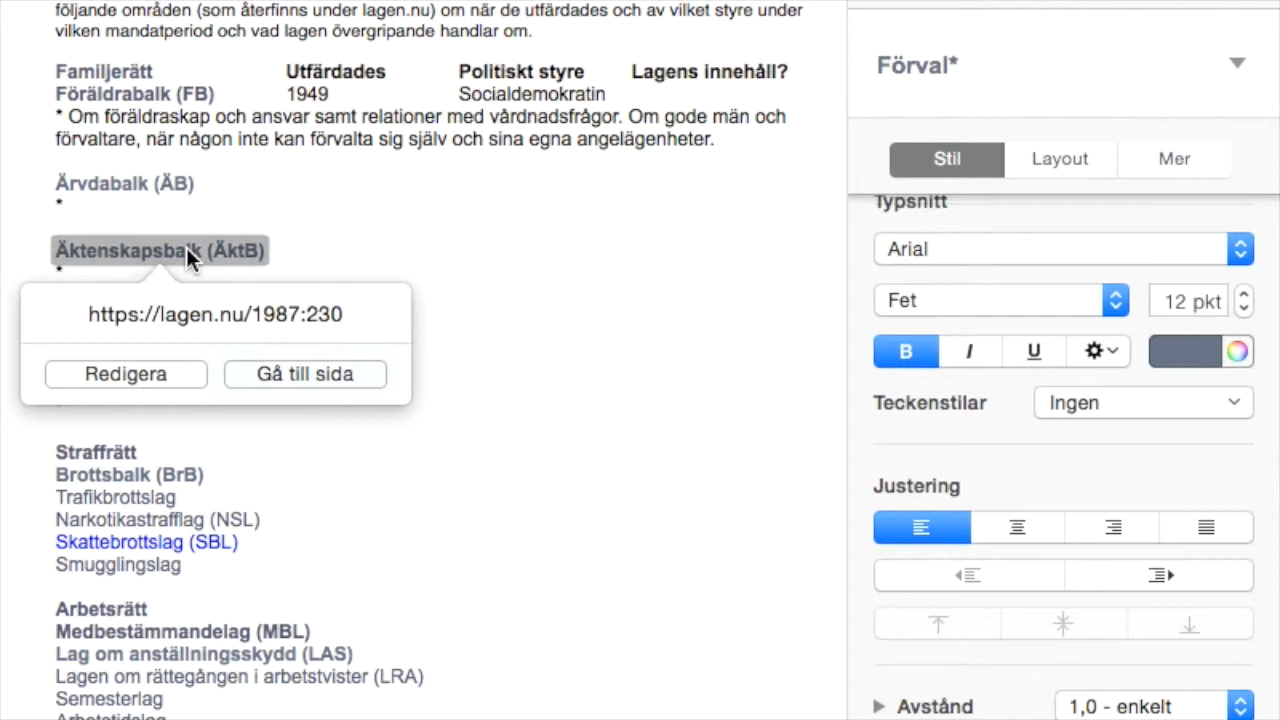 följande områden (som återfinns under lagen.nu) om när de utfärdades och av vilket styre under
vilken mandatperiod och vad lagen övergripande handlar om.
Familjerätt Utfärdades Politiskt styre Lagens innehåll?
Föräldrabalk (FB) 1949 Socialdemokratin
* Om föräldraskap och ansvar samt relationer med vårdnadsfrågor. Om gode män och
förvaltare, när någon inte kan förvalta sig själv och sina egna angelägenheter.
Ärvdabalk (ÄB)
*
Äktenskapsbalk (ÄktB)
*
https://lagen.nu/1987:230
Redigera Gå till sida
Straffrätt
Brottsbalk (BrB)
Trafikbrottslag
Narkotikastrafflag (NSL)
Skattebrottslag (SBL)
Smugglingslag
Arbetsrätt
Medbestämmandelag (MBL)
Lag om anställningsskydd (LAS)
Lagen om rättegången i arbetstvister (LRA)
Semesterlag
Arbetstidslag
Förval*
Stil Layout Mer
Typsnitt
Arial
Fet 12 pkt
B I U
Teckenstilar Ingen
Justering
Avstånd 1,0 - enkelt